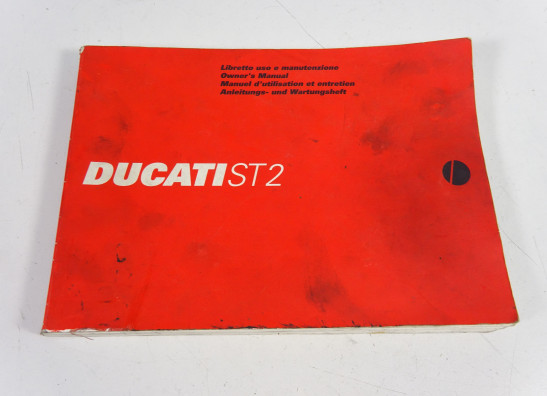 Libretto uso e manutenzione
Owner's Manual
Manuel d'utilisation et entretien
Anleitungs- und Wartungsheft
DUCATI ST2